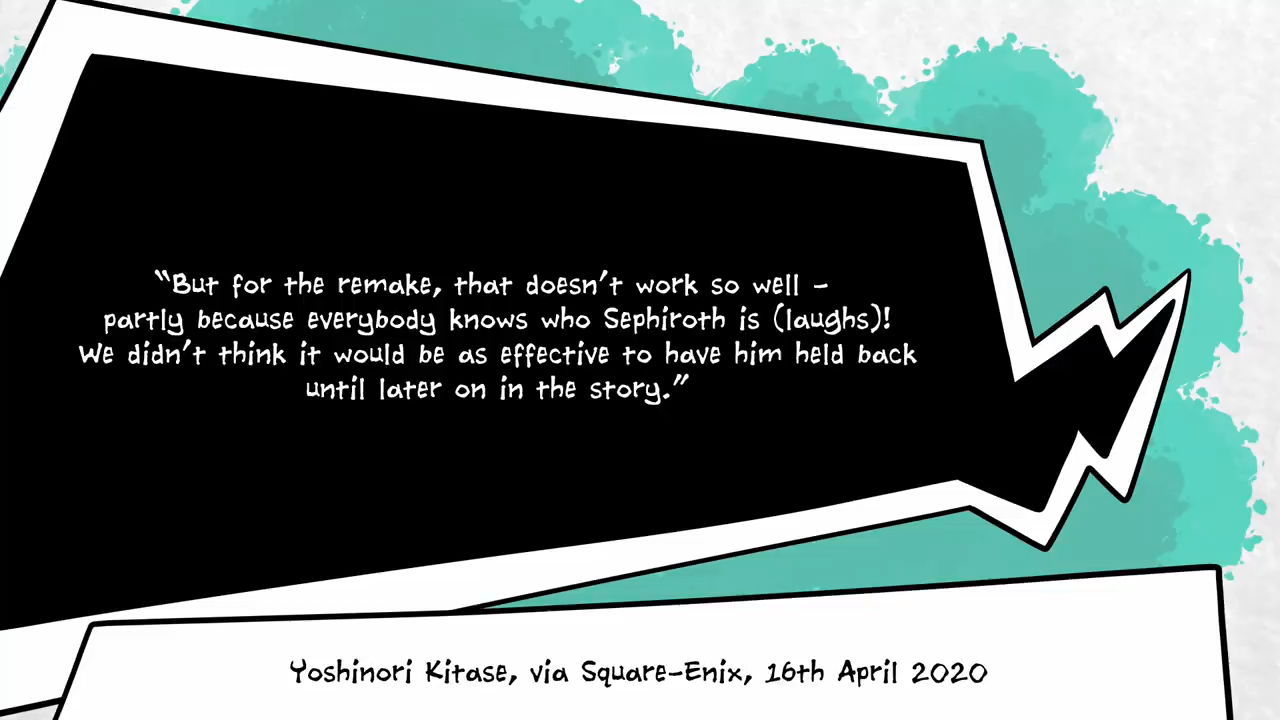 “But for the remake, that doesn’t work so well –
partly because everybody knows who Sephiroth is (laughs)!
We didn’t think it would be as effective to have him held back
until later on in the story.”
Yoshinori Kitase, via Square-Enix, 16th April 2020